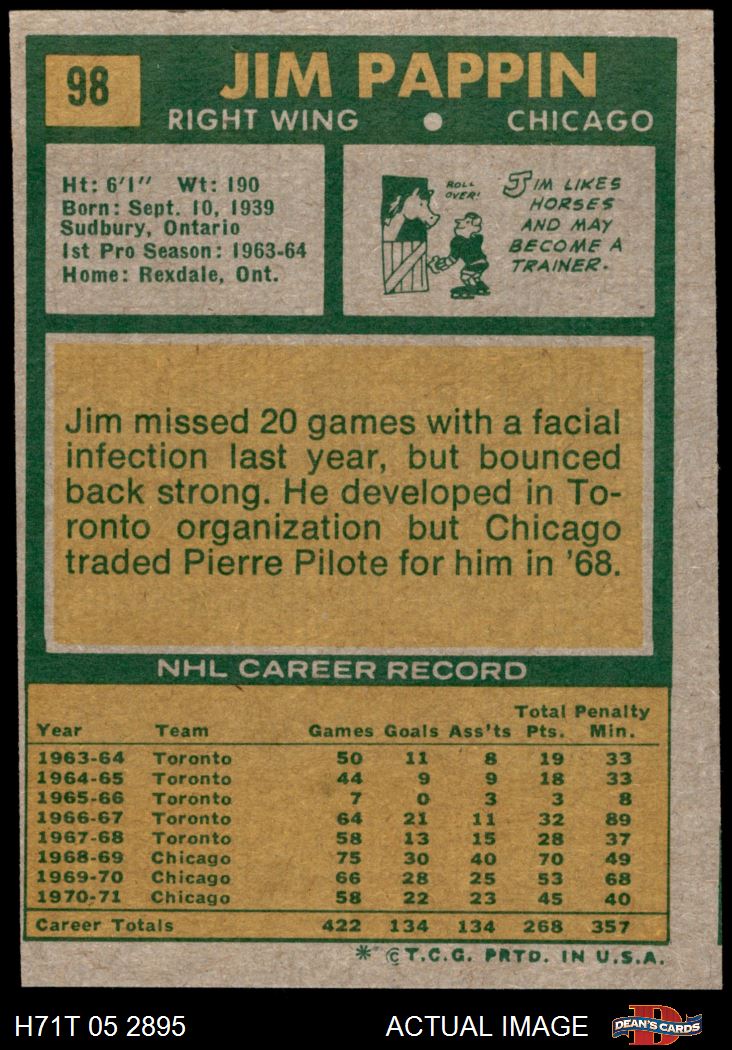 98
JIM PAPPIN
RIGHT WING • CHICAGO
Ht: 6'1" Wt: 190
Born: Sept. 10, 1939
Sudbury, Ontario
1st Pro Season: 1963-64
Home: Rexdale, Ont.
ROLL
OVER!
JIM LIKES
HORSES
AND MAY
BECOME A
TRAINER.
Jim missed 20 games with a facial
infection last year, but bounced
back strong. He developed in To-
ronto organization but Chicago
traded Pierre Pilote for him in '68.
NHL CAREER RECORD
Total Penalty
Year Team Games Goals Ass'ts Pts. Min.
1963-64 Toronto 50 11 8 19 33
1964-65 Toronto 44 9 9 18 33
1965-66 Toronto 7 0 3 3 8
1966-67 Toronto 64 21 11 32 89
1967-68 Toronto 58 13 15 28 37
1968-69 Chicago 75 30 40 70 49
1969-70 Chicago 66 28 25 53 68
1970-71 Chicago 58 22 23 45 40
Career Totals 422 134 134 268 357
* © T.C.G. PRTD. IN U.S.A.
H71T 05 2895 ACTUAL IMAGE
D
DEAN'S CARDS